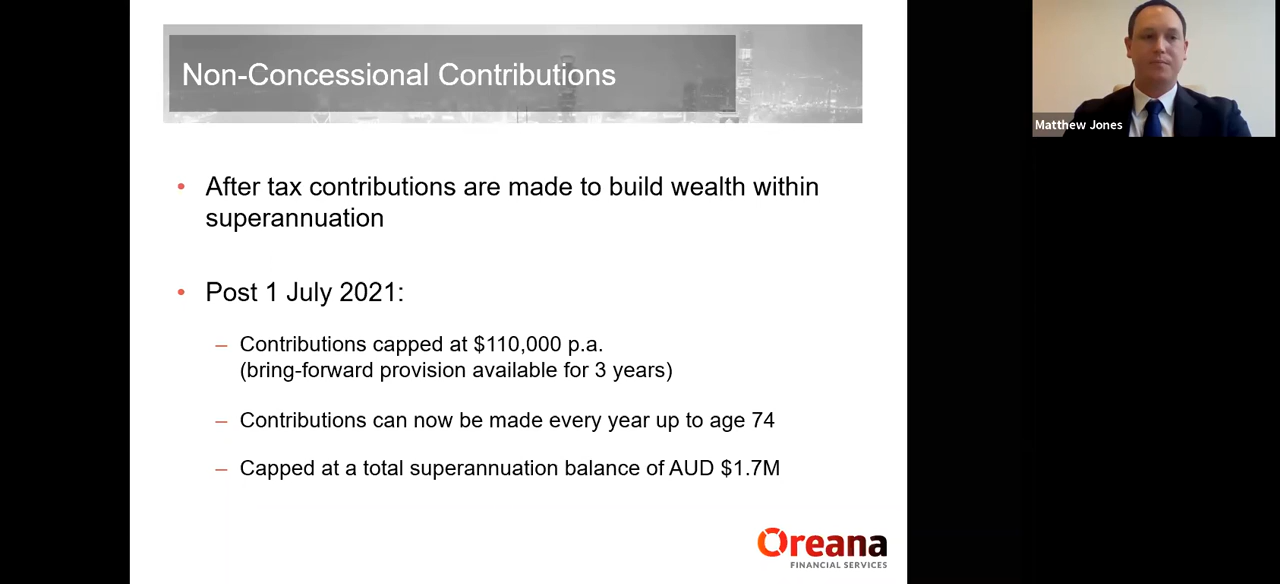 Non-Concessional Contributions
Matthew Jones
• After tax contributions are made to build wealth within
superannuation
• Post 1 July 2021:
– Contributions capped at $110,000 p.a.
(bring-forward provision available for 3 years)
– Contributions can now be made every year up to age 74
– Capped at a total superannuation balance of AUD $1.7M
Oreana
FINANCIAL SERVICES